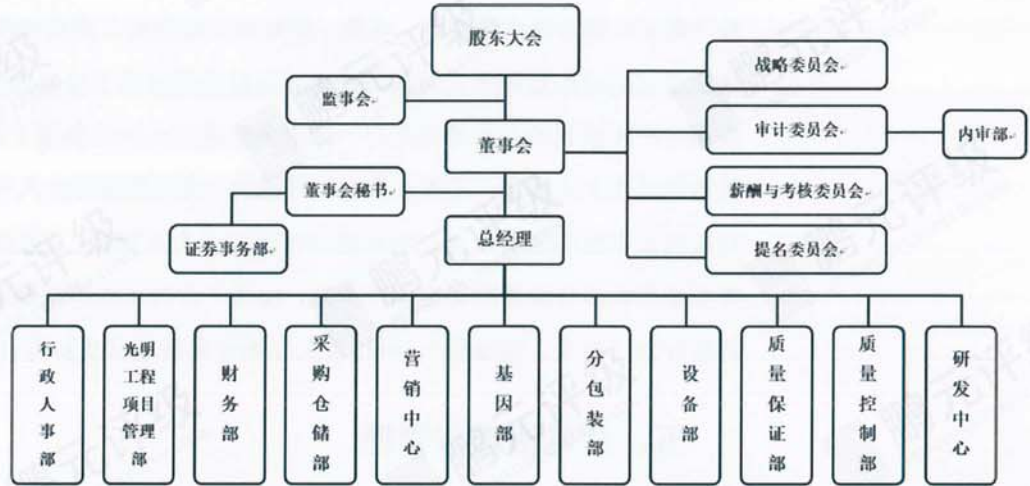 股东大会
战略委员会
监事会
审计委员会
内审部
董事会
董事会秘书
薪酬与考核委员会
证券事务部
总经理
提名委员会
行政人事部
光明
工程
项目
管理
部
财务部
采购仓储部
营销中心
基因部
分包装部
设备部
质量保证部
质量控制部
研发中心
鹏元评级